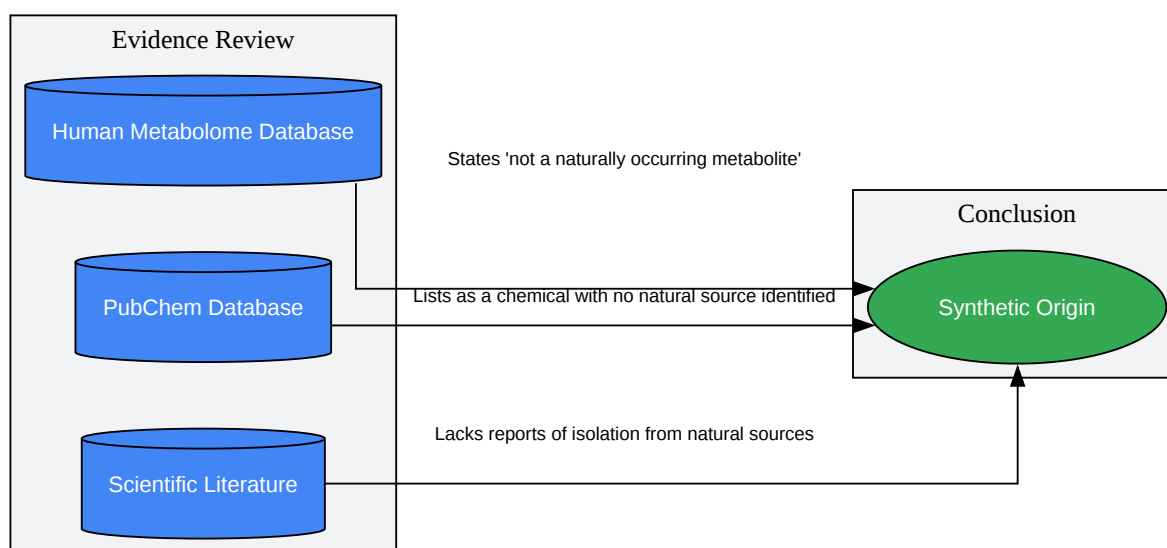 Evidence Review
Human Metabolome Database
States 'not a naturally occurring metabolite'
Conclusion
PubChem Database
Lists as a chemical with no natural source identified
Synthetic Origin
Lacks reports of isolation from natural sources
Scientific Literature